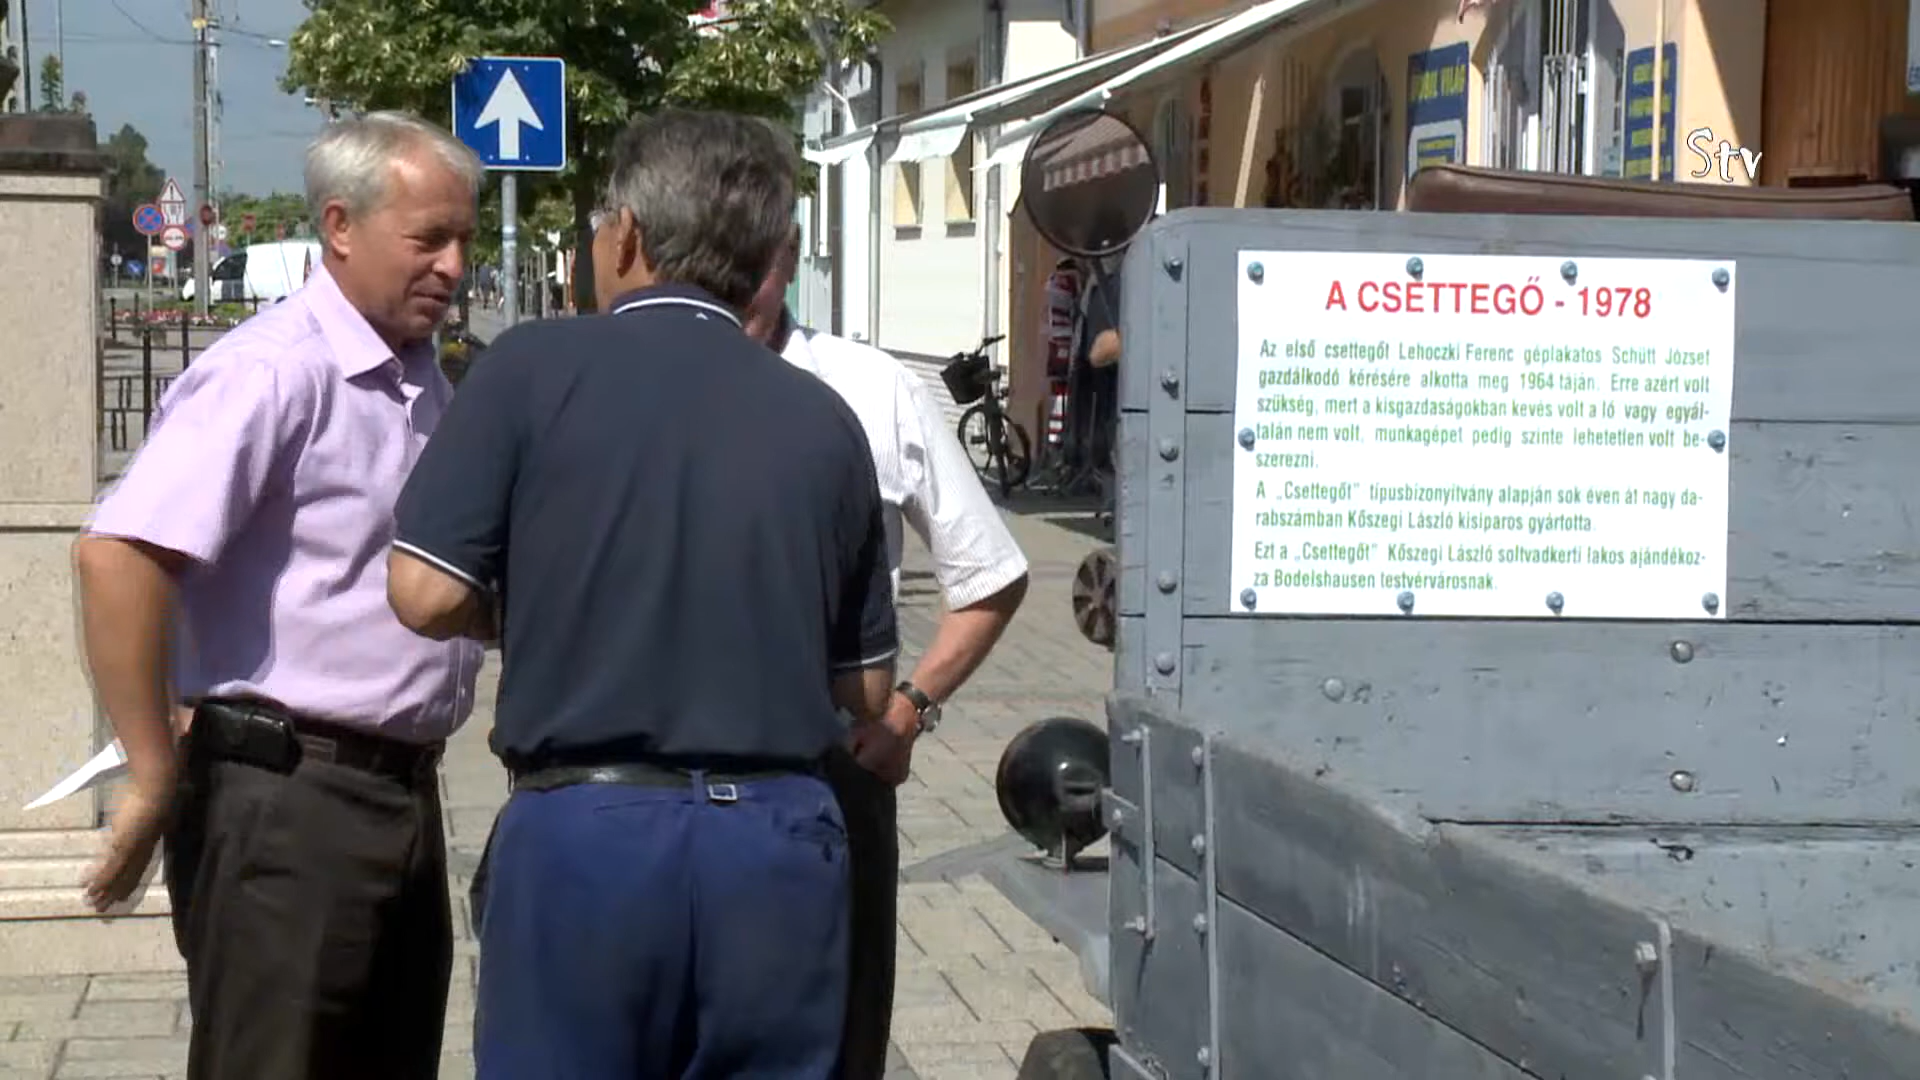 Stv
A CSETTEGŐ - 1978
Az első csettegőt Lehoczki Ferenc géplakatos Schütt József
gazdálkodó kérésére alkotta meg 1964 táján. Erre azért volt
szükség, mert a kisgazdaságokban kevés volt a ló vagy egyál-
talán nem volt, munkagépet pedig szinte lehetetlen volt be-
szerezni.
A „Csettegőt" típusbizonyítvány alapján sok éven át nagy da-
rabszámban Kőszegi László kisiparos gyártotta.
Ezt a „Csettegőt" Kőszegi László soltvadkerti lakos ajándékoz-
za Bodelshausen testvérvárosnak.